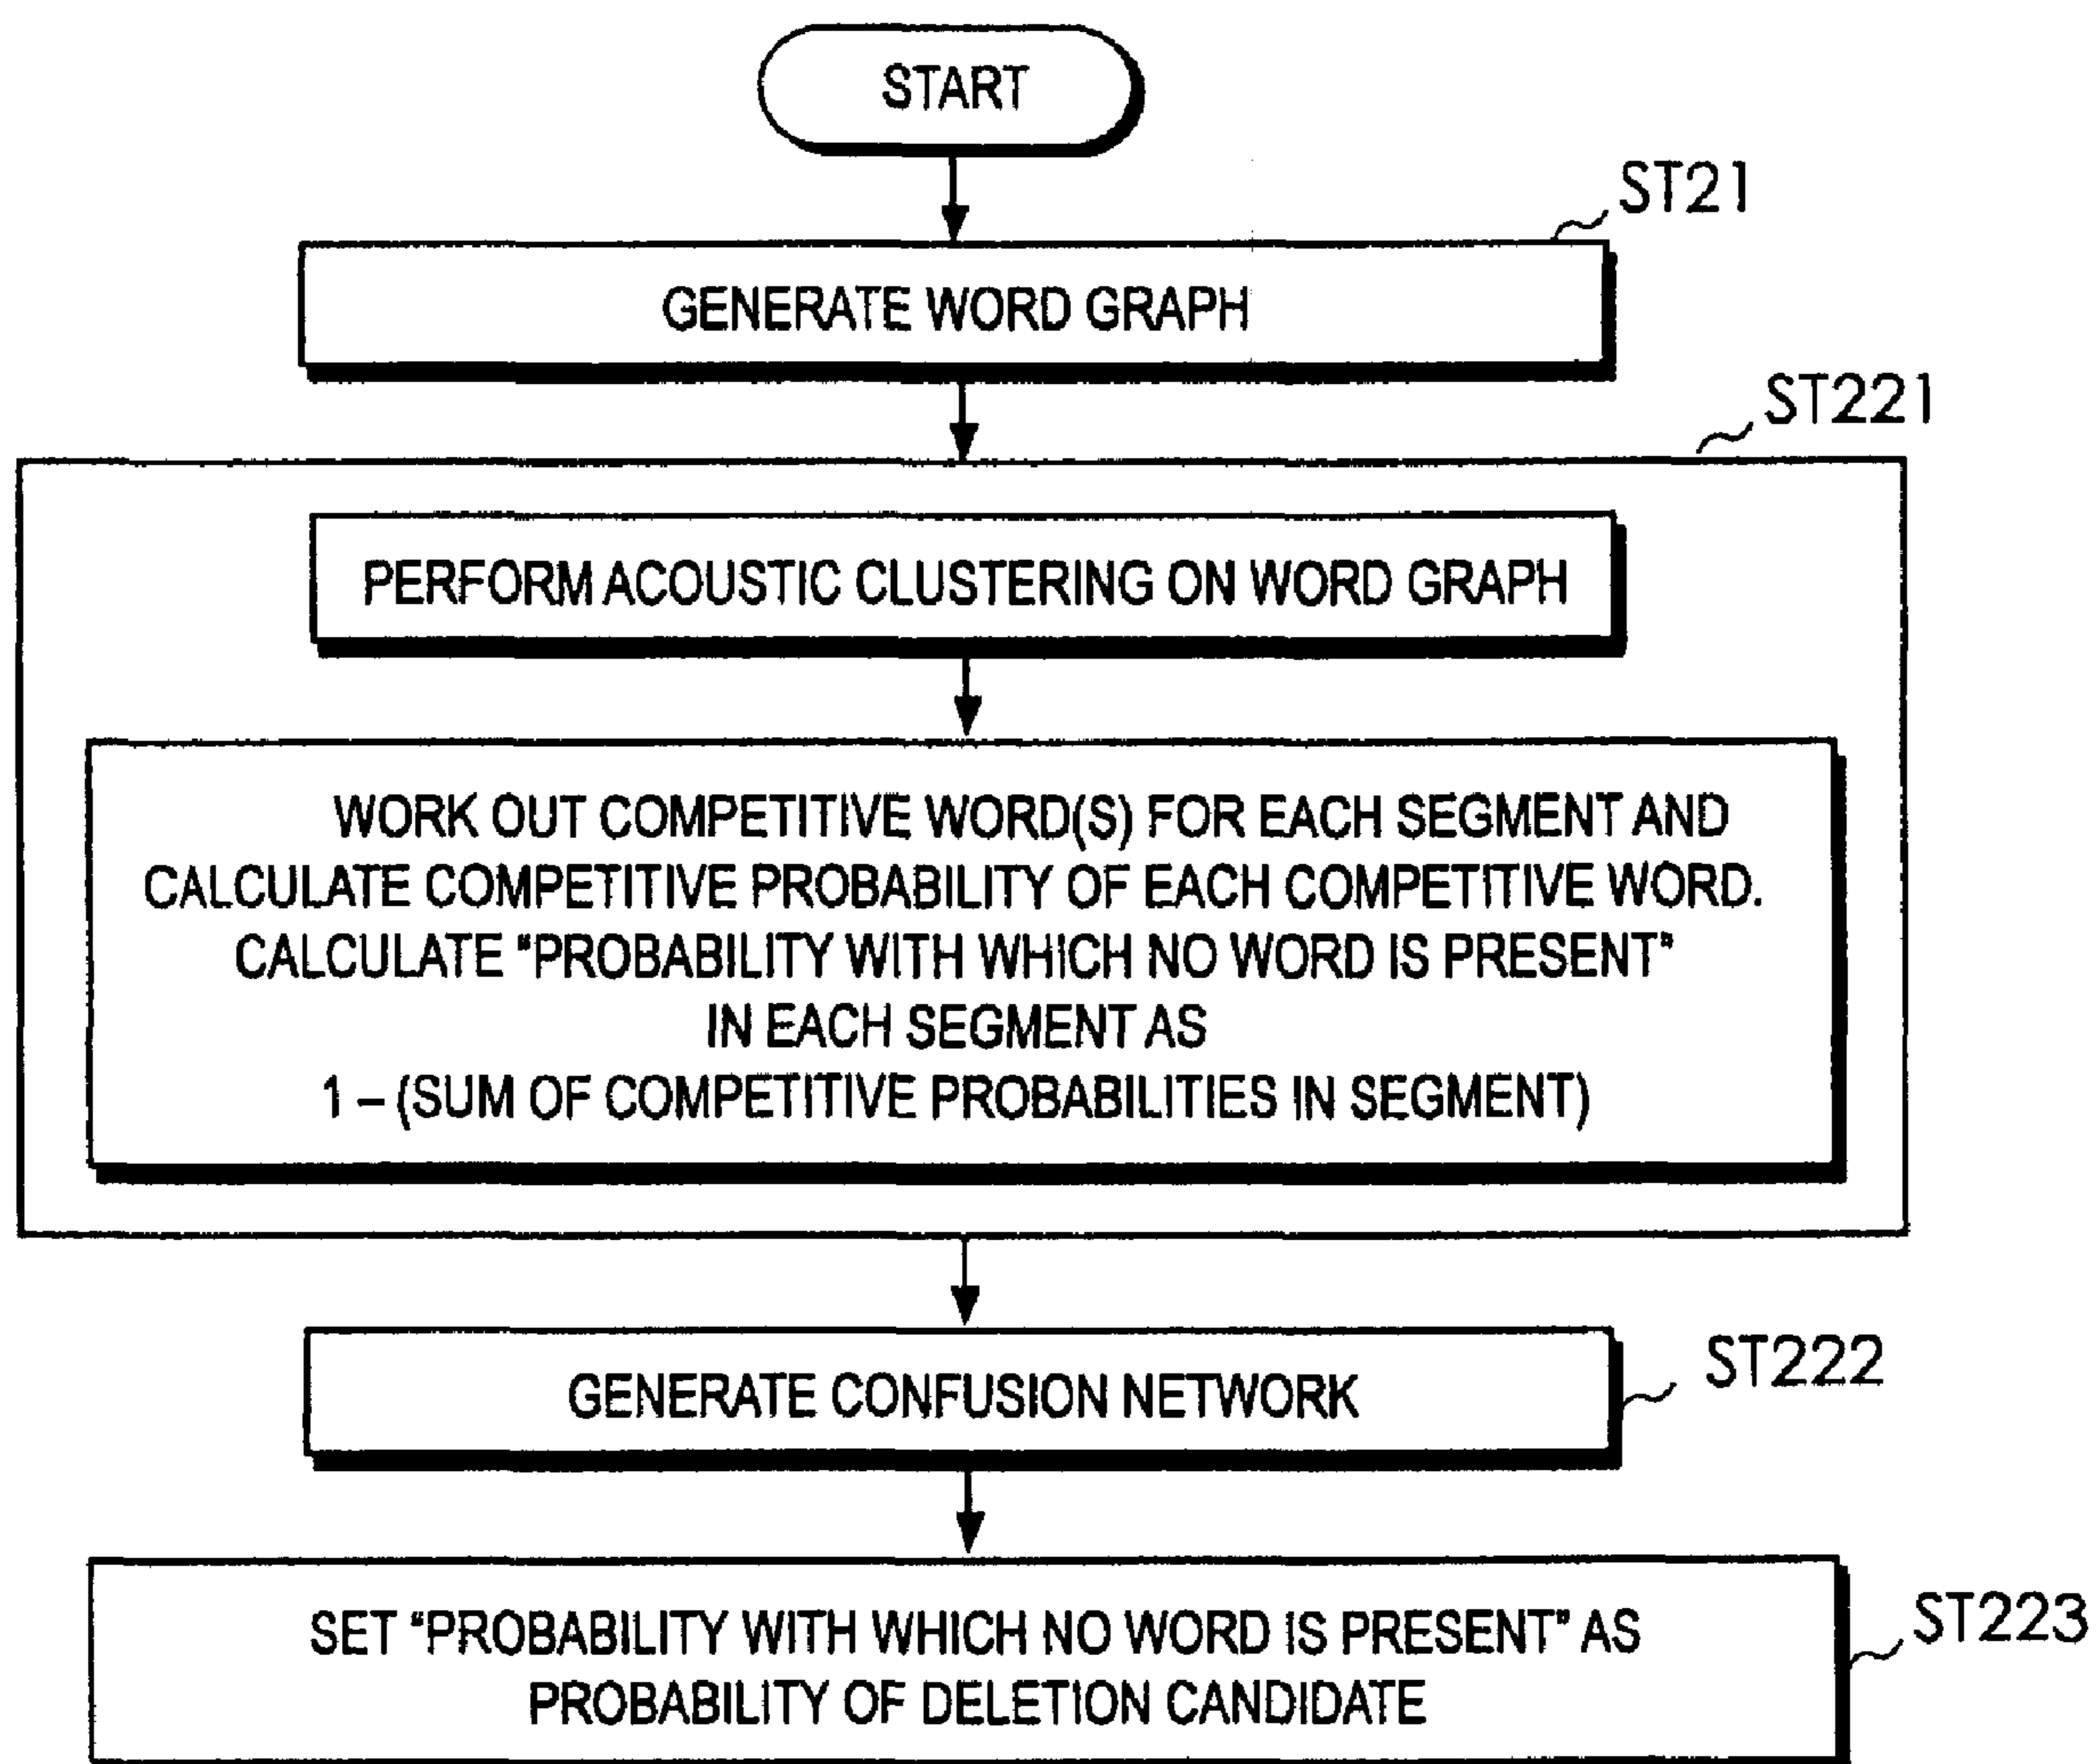 START
ST21
GENERATE WORD GRAPH
ST221
PERFORM ACOUSTIC CLUSTERING ON WORD GRAPH
WORK OUT COMPETITIVE WORD(S) FOR EACH SEGMENT AND
CALCULATE COMPETITIVE PROBABILITY OF EACH COMPETITIVE WORD.
CALCULATE "PROBABILITY WITH WHICH NO WORD IS PRESENT"
IN EACH SEGMENT AS
1 – (SUM OF COMPETITIVE PROBABILITIES IN SEGMENT)
GENERATE CONFUSION NETWORK
ST222
SET "PROBABILITY WITH WHICH NO WORD IS PRESENT" AS
PROBABILITY OF DELETION CANDIDATE
ST223